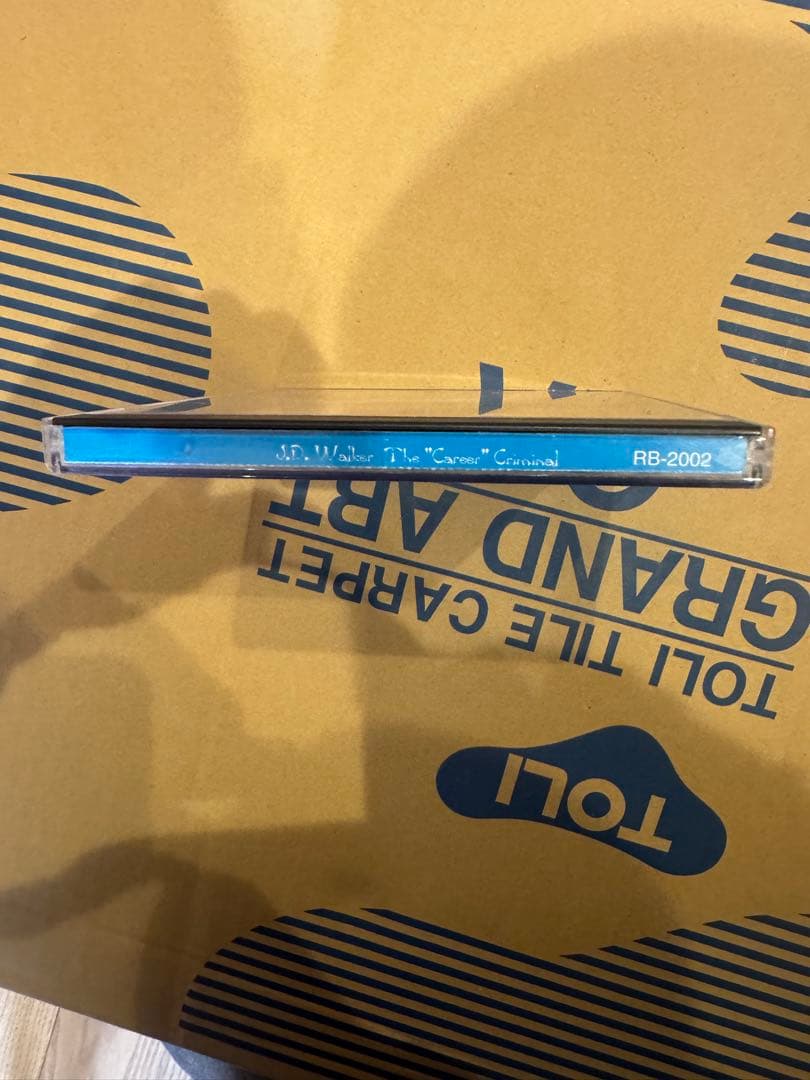 J.D. Walker The "Career" Criminal RB-2002
TOLI TILE CARPET
GRAND ART
TOLI